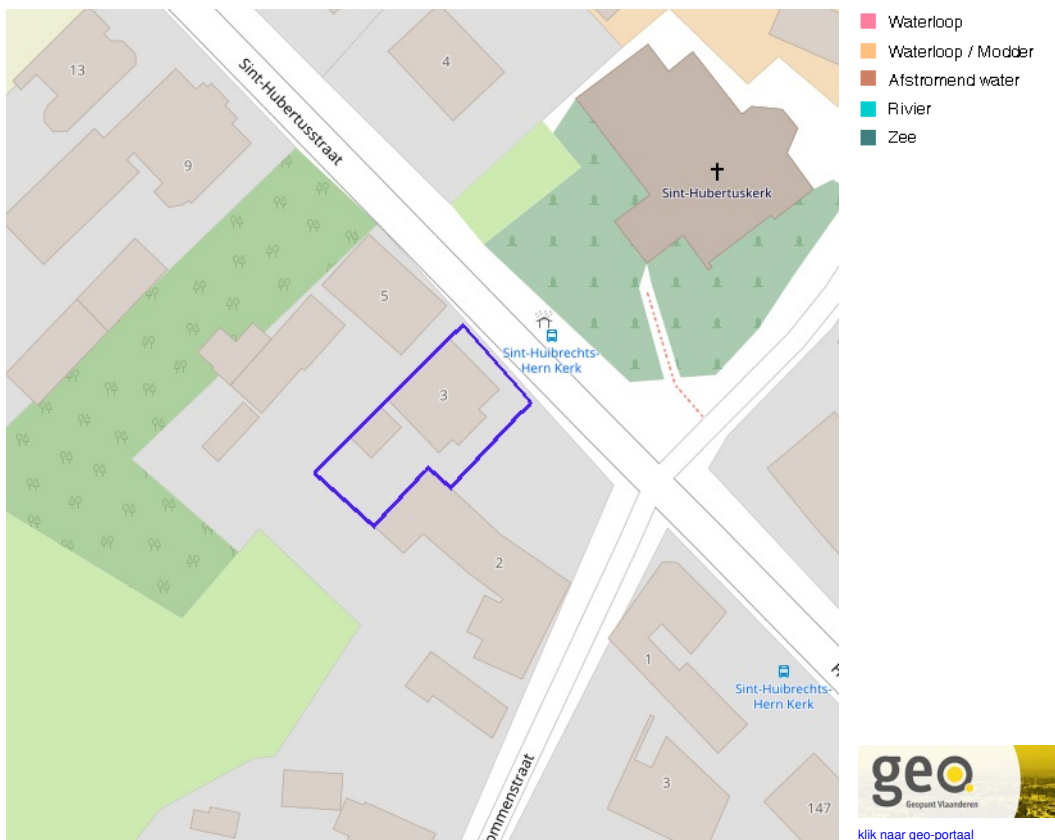 13
4
Sint-Hubertusstraat
9
Sint-Hubertuskerk
5
Sint-Huibrechts-
Hern Kerk
3
2
1
Sint-Huibrechts-
Hern Kerk
3
147
ommenstraat
Waterloop
Waterloop / Modder
Afstromend water
Rivier
Zee
geo
Geopunt Vlaanderen
klik naar geo-portaal